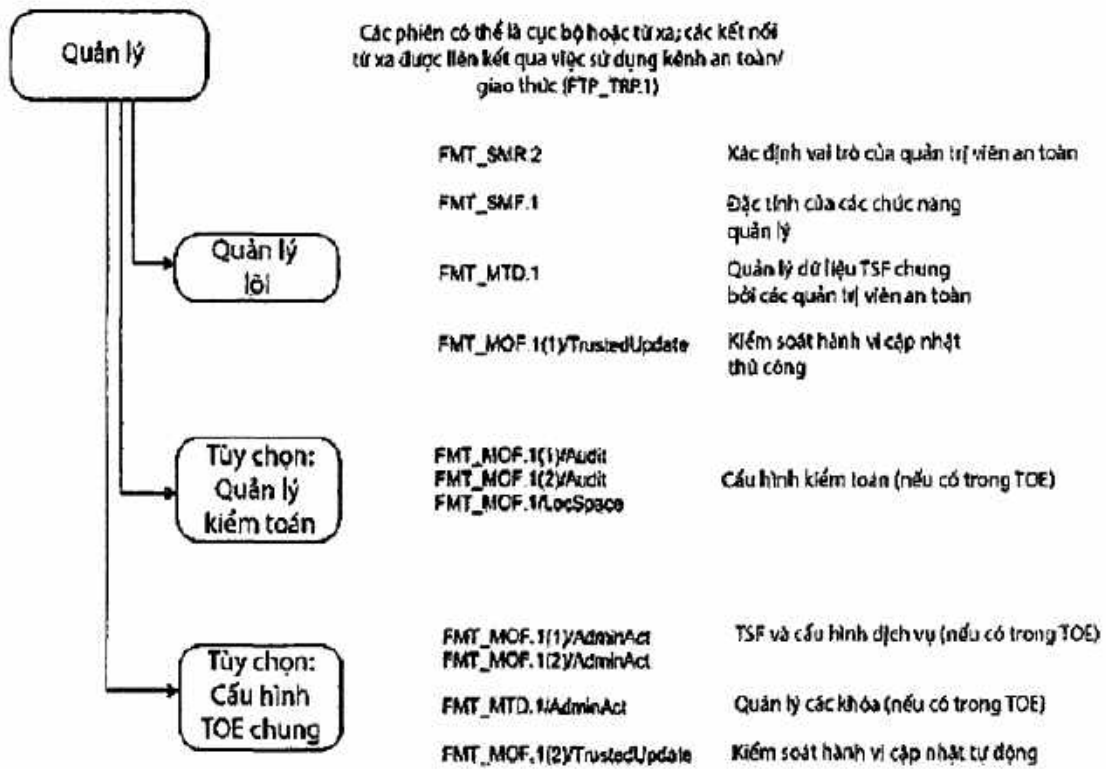 Quản lý
Các phiên có thể là cục bộ hoặc từ xa; các kết nối
từ xa được liên kết qua việc sử dụng kênh an toàn/
giao thức (FTP_TRP.1)
FMT_SMR.2
Xác định vai trò của quản trị viên an toàn
FMT_SMF.1
Đặc tính của các chức năng
quản lý
Quản lý
lõi
FMT_MTD.1
Quản lý dữ liệu TSF chung
bởi các quản trị viên an toàn
FMT_MOF.1(1)/TrustedUpdate
Kiểm soát hành vi cập nhật
thủ công
Tùy chọn:
Quản lý
kiểm toán
FMT_MOF.1(1)/Audit
FMT_MOF.1(2)/Audit
FMT_MOF.1/LocSpace
Cấu hình kiểm toán (nếu có trong TOE)
Tùy chọn:
Cấu hình
TOE chung
FMT_MOF.1(1)/AdminAct
FMT_MOF.1(2)/AdminAct
TSF và cấu hình dịch vụ (nếu có trong TOE)
FMT_MTD.1/AdminAct
Quản lý các khóa (nếu có trong TOE)
FMT_MOF.1(2)/TrustedUpdate
Kiểm soát hành vi cập nhật tự động